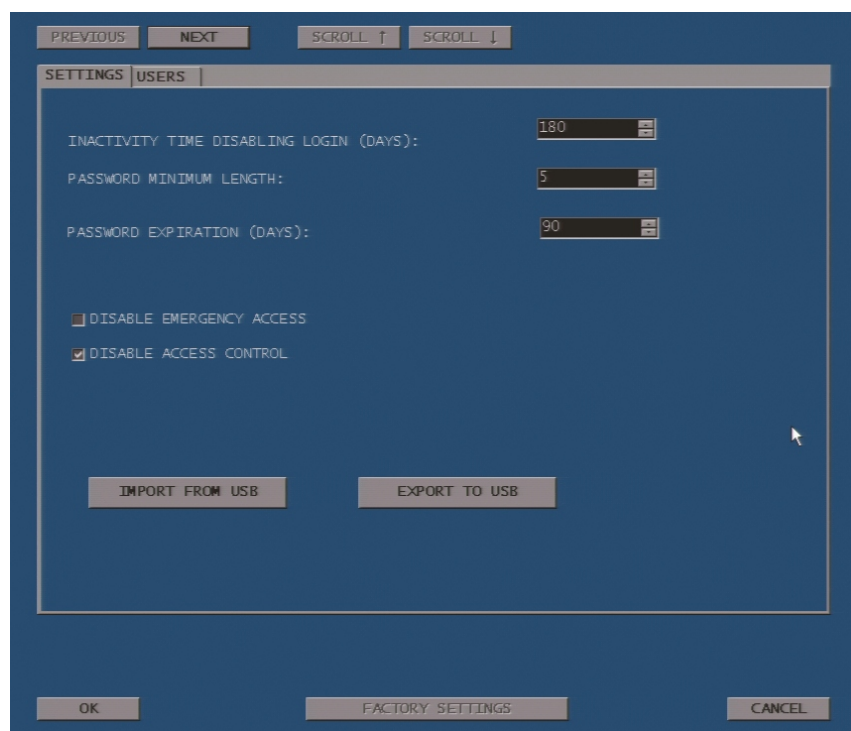 PREVIOUS NEXT SCROLL ↑ SCROLL ↓
SETTINGS USERS
INACTIVITY TIME DISABLING LOGIN (DAYS): 180
PASSWORD MINIMUM LENGTH: 5
PASSWORD EXPIRATION (DAYS): 90
DISABLE EMERGENCY ACCESS
DISABLE ACCESS CONTROL
IMPORT FROM USB EXPORT TO USB
OK FACTORY SETTINGS CANCEL